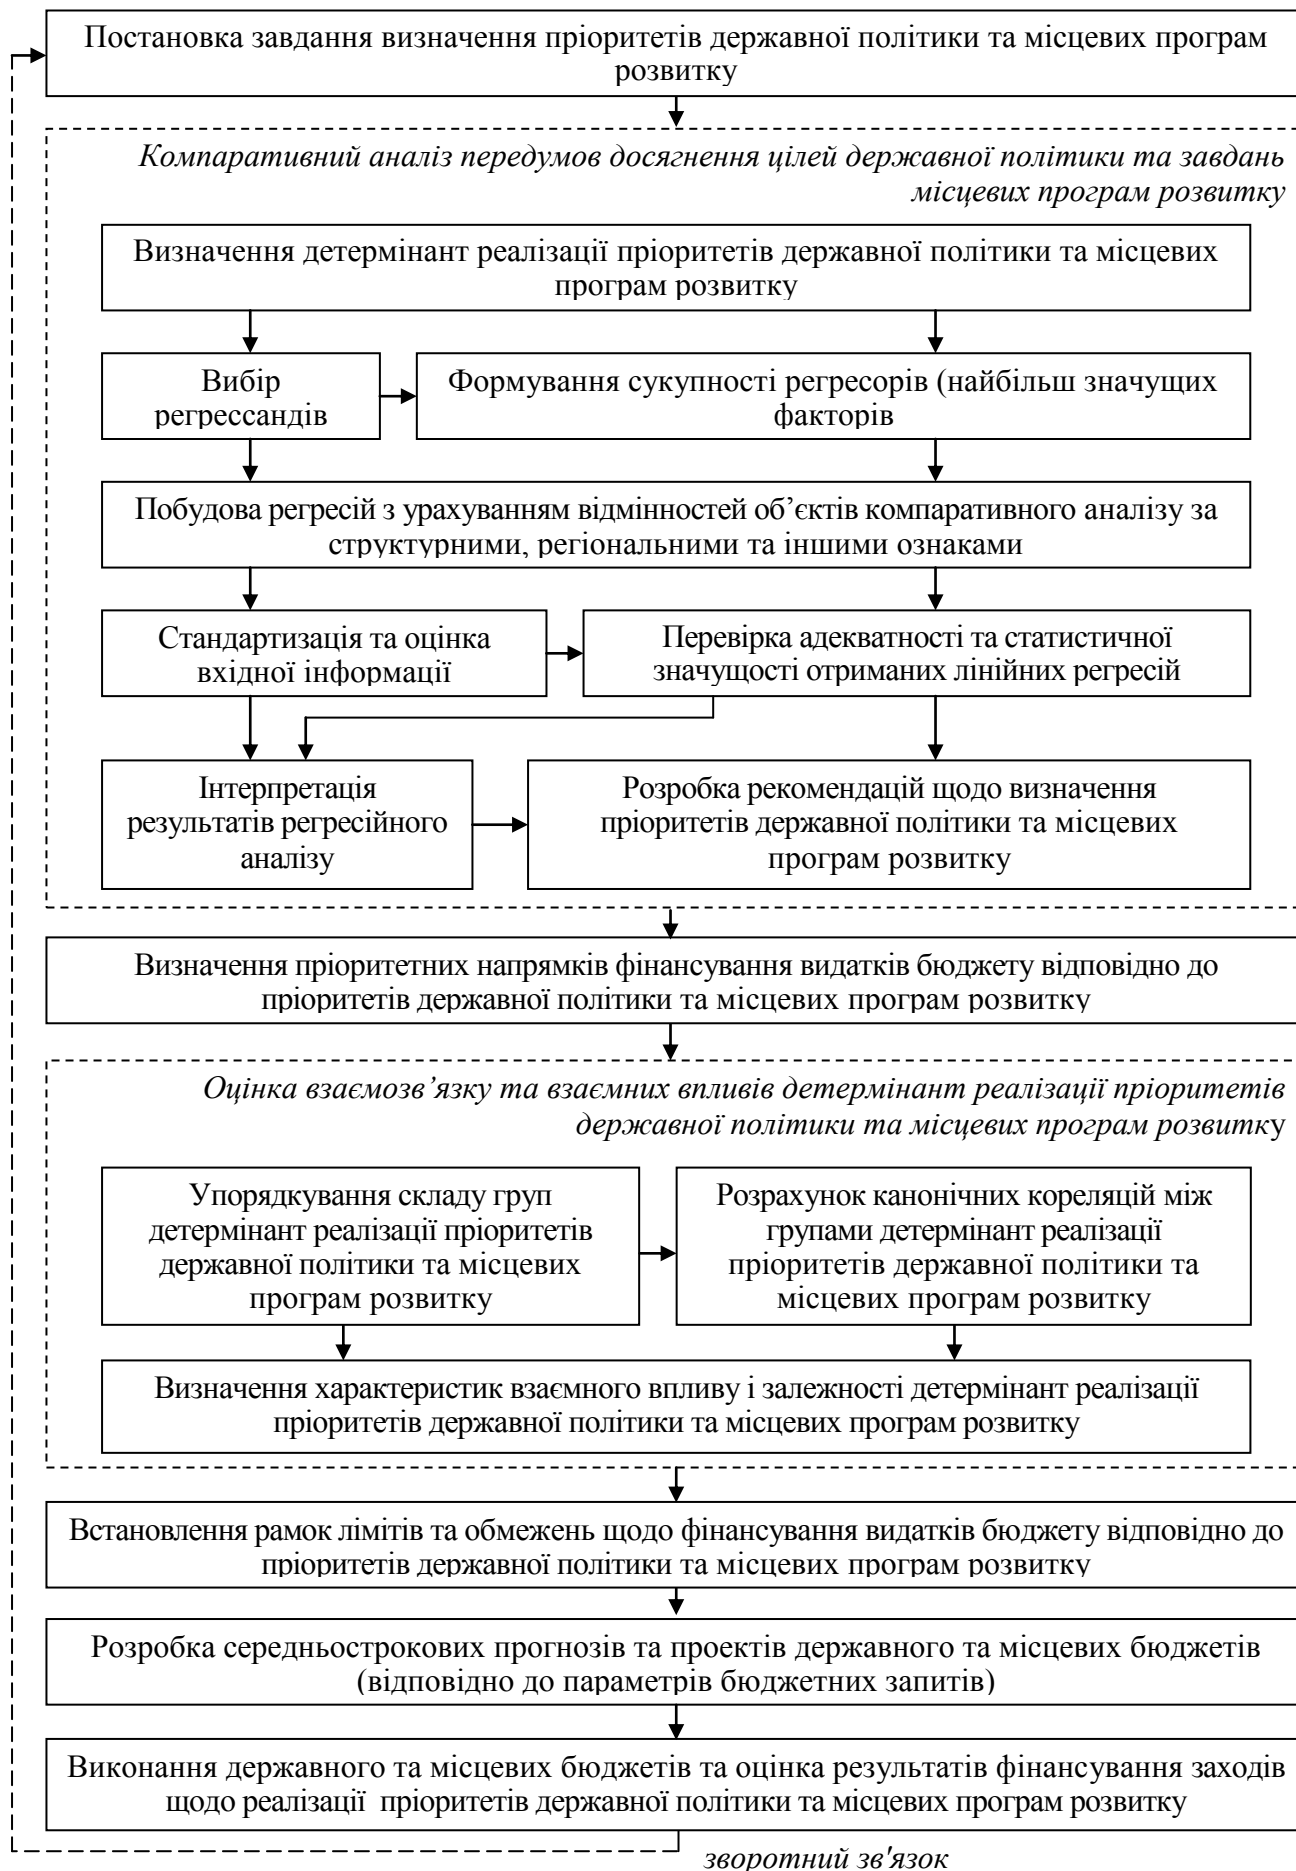 Постановка завдання визначення пріоритетів державної політики та місцевих програм
розвитку
Компаративний аналіз передумов досягнення цілей державної політики та завдань
місцевих програм розвитку
Визначення детермінант реалізації пріоритетів державної політики та місцевих
програм розвитку
Вибір
регрессандів
Формування сукупності регресорів (найбільш значущих
факторів
Побудова регресій з урахуванням відмінностей об’єктів компаративного аналізу за
структурними, регіональними та іншими ознаками
Стандартизація та оцінка
вхідної інформації
Перевірка адекватності та статистичної
значущості отриманих лінійних регресій
Інтерпретація
результатів регресійного
аналізу
Розробка рекомендацій щодо визначення
пріоритетів державної політики та місцевих
програм розвитку
Визначення пріоритетних напрямків фінансування видатків бюджету відповідно до
пріоритетів державної політики та місцевих програм розвитку
Оцінка взаємозв’язку та взаємних впливів детермінант реалізації пріоритетів
державної політики та місцевих програм розвитку
Упорядкування складу груп
детермінант реалізації пріоритетів
державної політики та місцевих
програм розвитку
Розрахунок канонічних кореляцій між
групами детермінант реалізації
пріоритетів державної політики та
місцевих програм розвитку
Визначення характеристик взаємного впливу і залежності детермінант реалізації
пріоритетів державної політики та місцевих програм розвитку
Встановлення рамок лімітів та обмежень щодо фінансування видатків бюджету відповідно до
пріоритетів державної політики та місцевих програм розвитку
Розробка середньострокових прогнозів та проектів державного та місцевих бюджетів
(відповідно до параметрів бюджетних запитів)
Виконання державного та місцевих бюджетів та оцінка результатів фінансування заходів
щодо реалізації пріоритетів державної політики та місцевих програм розвитку
зворотний зв'язок